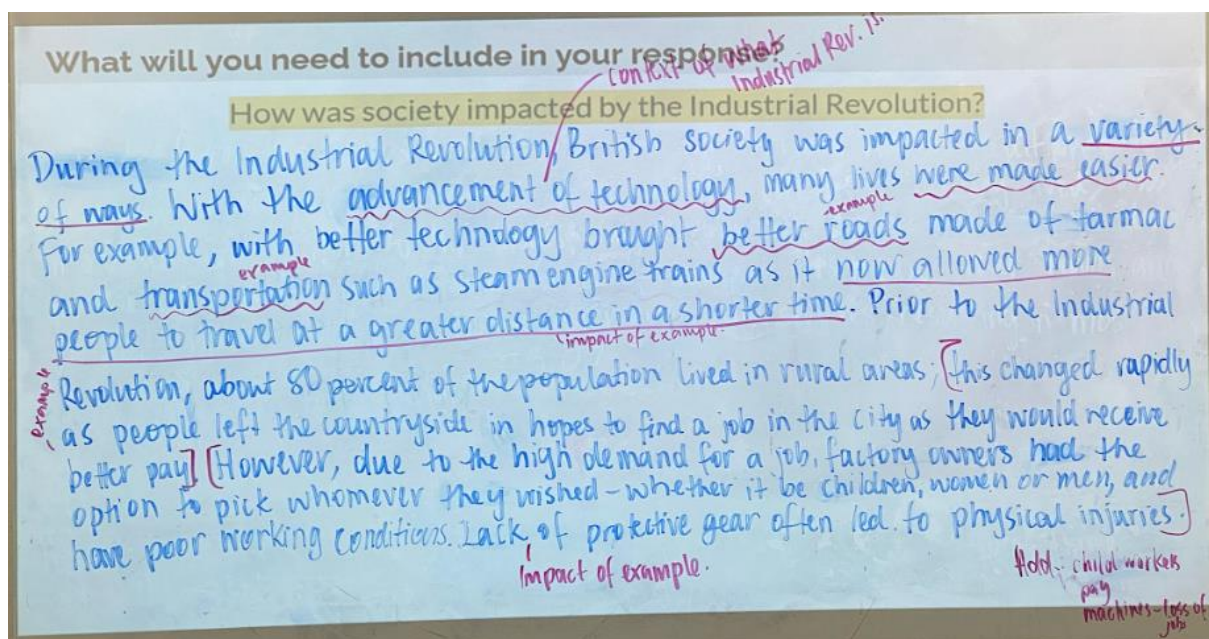 What will you need to include in your response?
context of what
Industrial Rev. is.
How was society impacted by the Industrial Revolution?
During the Industrial Revolution, British society was impacted in a variety
of ways. With the advancement of technology, many lives were made easier.
example
For example, with better technology brought better roads made of tarmac
example
and transportation such as steam engine trains as it now allowed more
people to travel at a greater distance in a shorter time. Prior to the Industrial
impact of example.
example
Revolution, about 80 percent of the population lived in rural areas; [this changed rapidly
as people left the countryside in hopes to find a job in the city as they would receive
better pay] [However, due to the high demand for a job, factory owners had the
option to pick whomever they wished - whether it be children, women or men, and
have poor working conditions. Lack of protective gear often led to physical injuries.]
Impact of example.
Add: child workers
pay
machines - loss of
jobs